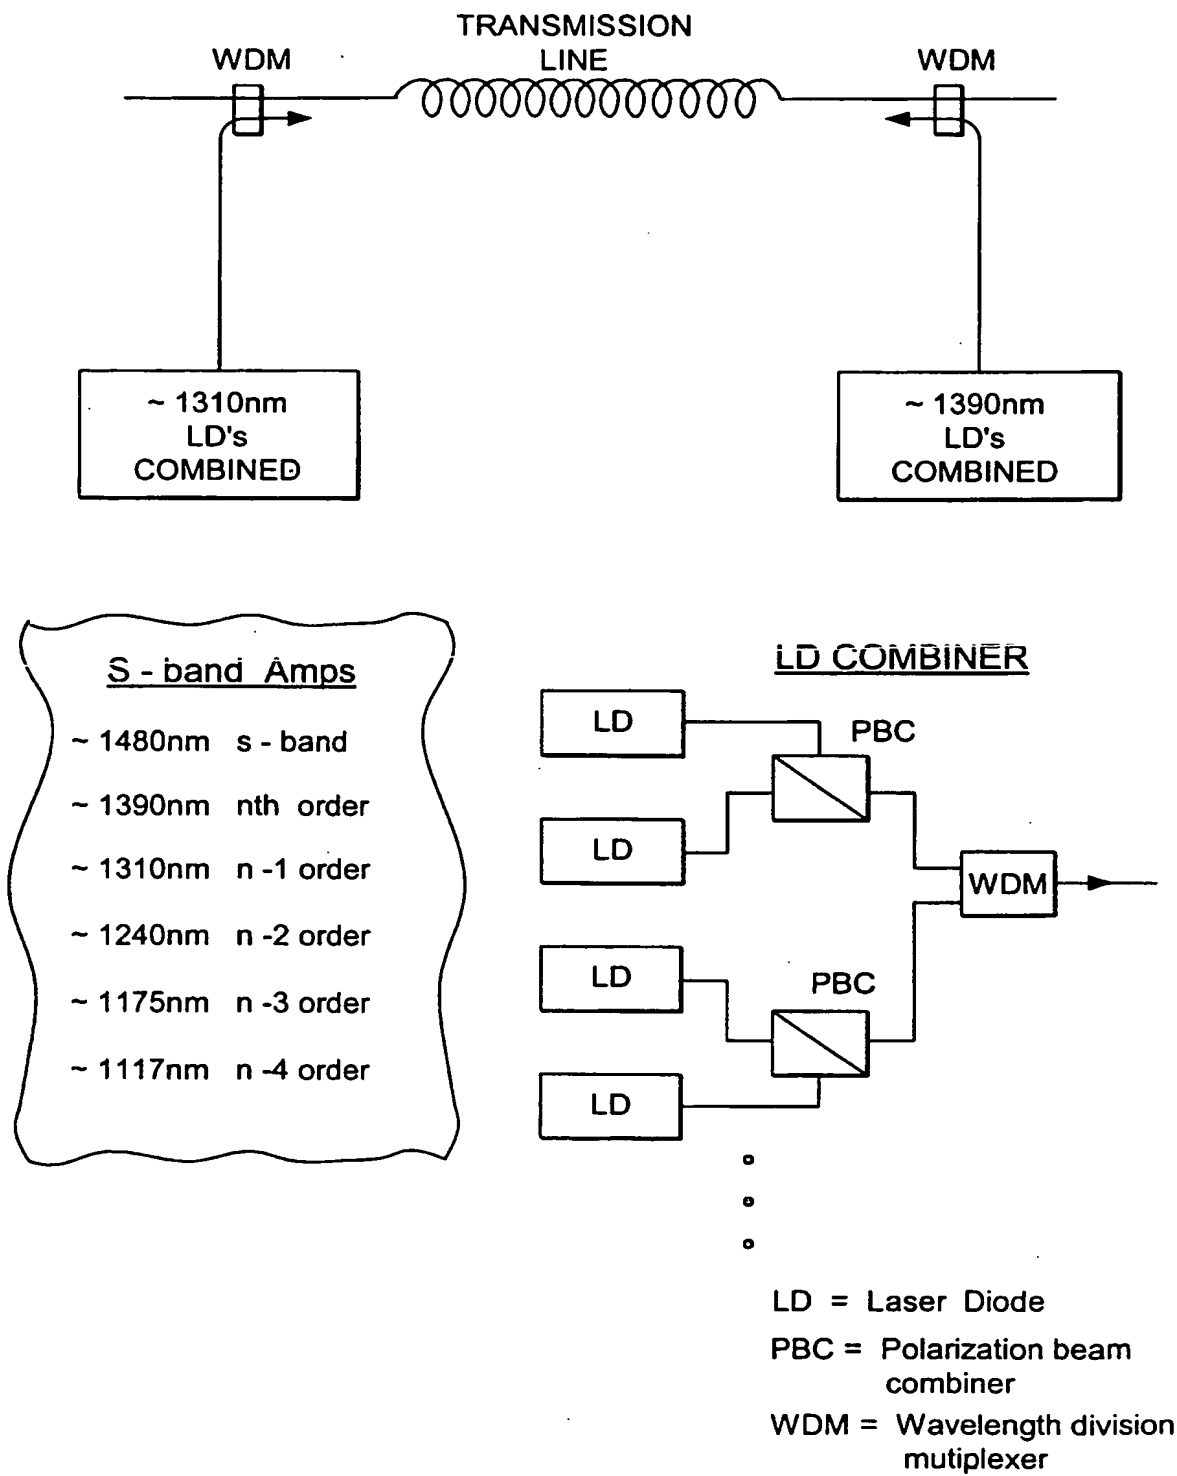 TRANSMISSION
LINE
WDM
WDM
~ 1310nm
LD's
COMBINED
~ 1390nm
LD's
COMBINED
S - band Amps
~ 1480nm s - band
~ 1390nm nth order
~ 1310nm n -1 order
~ 1240nm n -2 order
~ 1175nm n -3 order
~ 1117nm n -4 order
LD COMBINER
LD
PBC
LD
WDM
LD
PBC
LD
LD = Laser Diode
PBC = Polarization beam
combiner
WDM = Wavelength division
mutiplexer